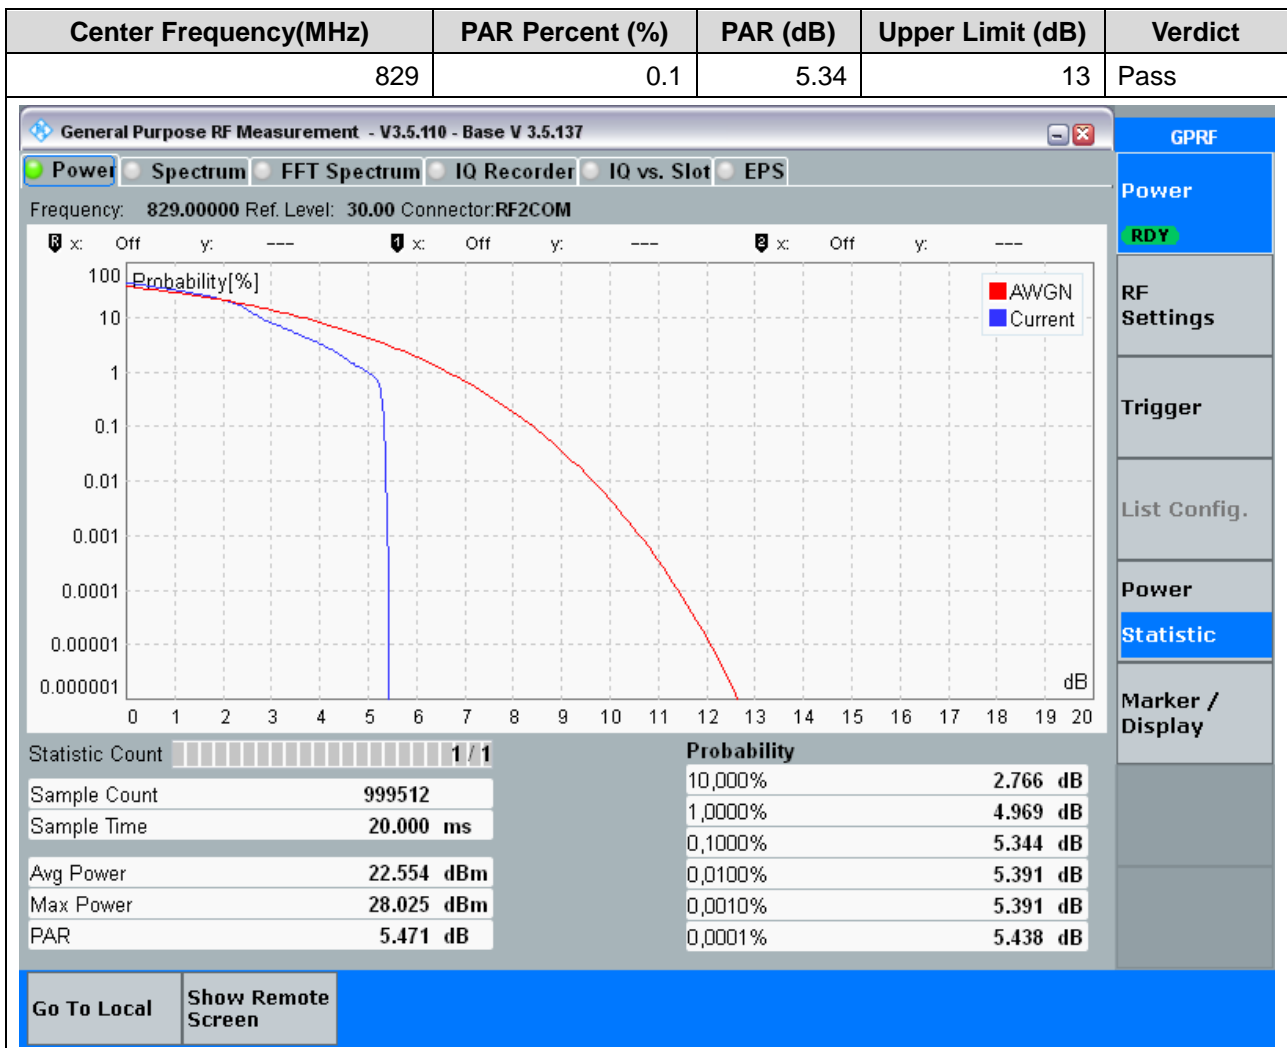 Center Frequency(MHz) PAR Percent (%) PAR (dB) Upper Limit (dB) Verdict
829 0.1 5.34 13 Pass
General Purpose RF Measurement - V3.5.110 - Base V 3.5.137
GPRF
Power Spectrum FFT Spectrum IQ Recorder IQ vs. Slot EPS
Frequency: 829.00000 Ref. Level: 30.00 Connector:RF2COM
R x: Off y: --- 1 x: Off y: --- 2 x: Off y: ---
Probability[%]
AWGN
Current
100
10
1
0.1
0.01
0.001
0.0001
0.00001
0.000001
dB
0 1 2 3 4 5 6 7 8 9 10 11 12 13 14 15 16 17 18 19 20
Statistic Count 1 / 1
Sample Count 999512
Sample Time 20.000 ms
Avg Power 22.554 dBm
Max Power 28.025 dBm
PAR 5.471 dB
Probability
10,000% 2.766 dB
1,0000% 4.969 dB
0,1000% 5.344 dB
0,0100% 5.391 dB
0,0010% 5.391 dB
0,0001% 5.438 dB
Power
RDY
RF
Settings
Trigger
List Config.
Power
Statistic
Marker /
Display
Go To Local
Show Remote
Screen